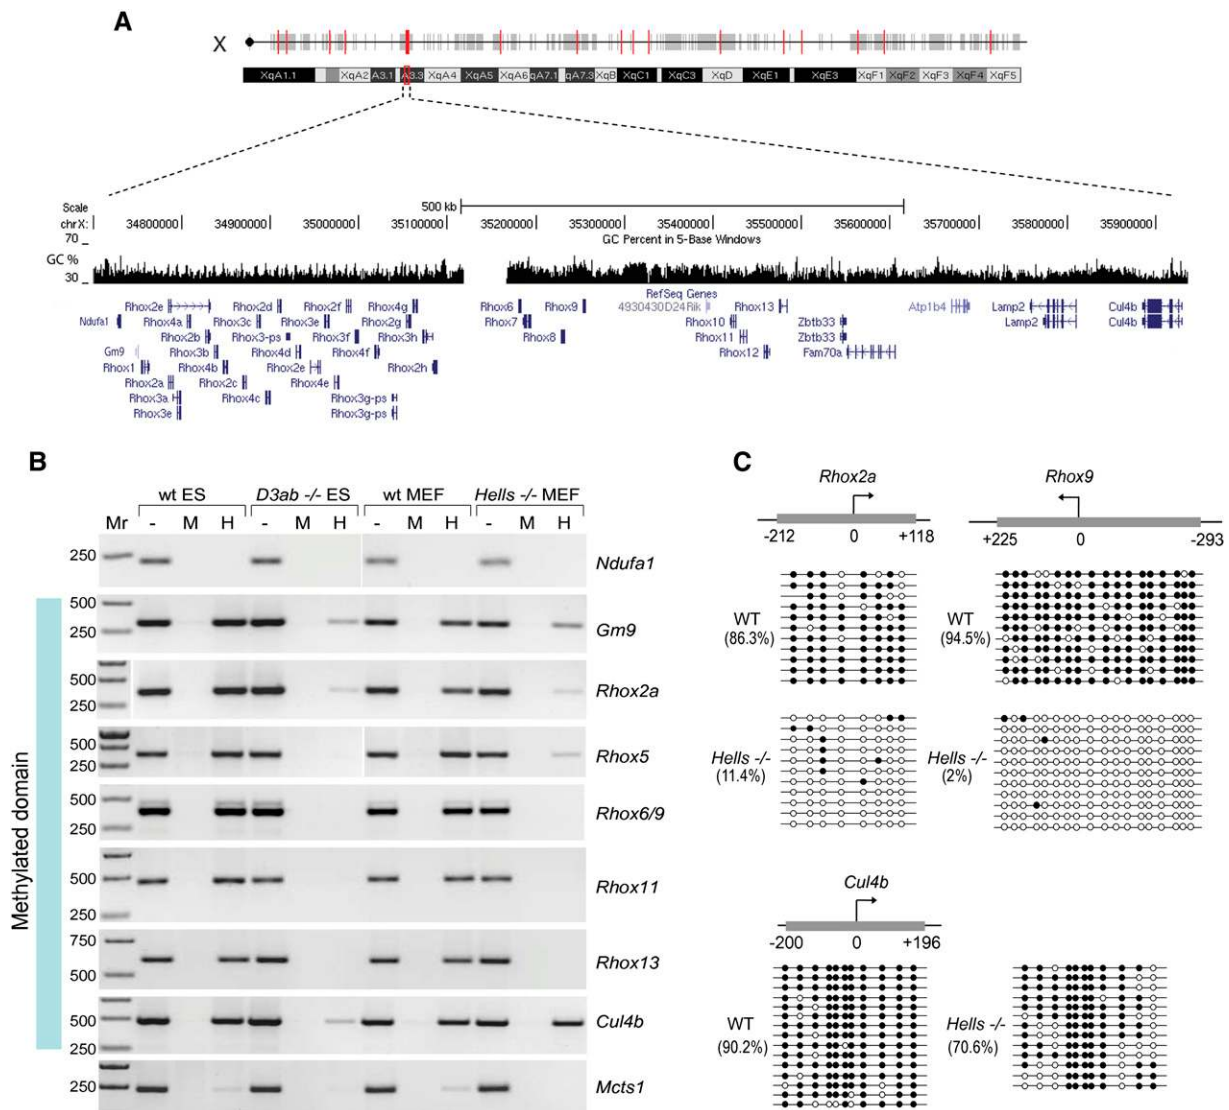 A
X
XqA1.1 XqA2 A3.1 A3.3 XqA4 XqA5 XqA6 qA7.1 qA7.3 XqB XqC1 XqC3 XqD XqE1 XqE3 XqF1 XqF2 XqF3 XqF4 XqF5
Scale 500 kb
chrX: 34800000 34900000 35000000 35100000 35200000 35300000 35400000 35500000 35600000 35700000 35800000 35900000
70 _ GC Percent in 5-Base Windows
GC %
30 _
RefSeq Genes
Rhox2e Rhox2d Rhox2f Rhox4g Rhox6 Rhox9 4930430D24Rik Rhox13 Atp1b4 Lamp2 Cul4b
Ndufa1 Rhox4a Rhox3c Rhox3e Rhox2g Rhox7 Rhox10 Zbtb33 Lamp2 Cul4b
Rhox2b Rhox3-ps Rhox3f Rhox3h Rhox8 Rhox11 Zbtb33
Gm9 Rhox3b Rhox4d Rhox4f Rhox12 Fam70a
Rhox1 Rhox4b Rhox2e Rhox2h
Rhox2a Rhox2c Rhox4e
Rhox3a Rhox4c Rhox3g-ps
Rhox3e Rhox3g-ps
B
wt ES D3ab -/- ES wt MEF Hells -/- MEF
Mr - M H - M H - M H - M H
250 Ndufa1
Methylated domain
500
250 Gm9
500
250 Rhox2a
500
250 Rhox5
500
250 Rhox6/9
500
250 Rhox11
750
500 Rhox13
500
250 Cul4b
250 Mcts1
C
Rhox2a Rhox9
-212 0 +118 +225 0 -293
WT WT
(86.3%) (94.5%)
Hells -/- Hells -/-
(11.4%) (2%)
Cul4b
-200 0 +196
WT Hells -/-
(90.2%) (70.6%)